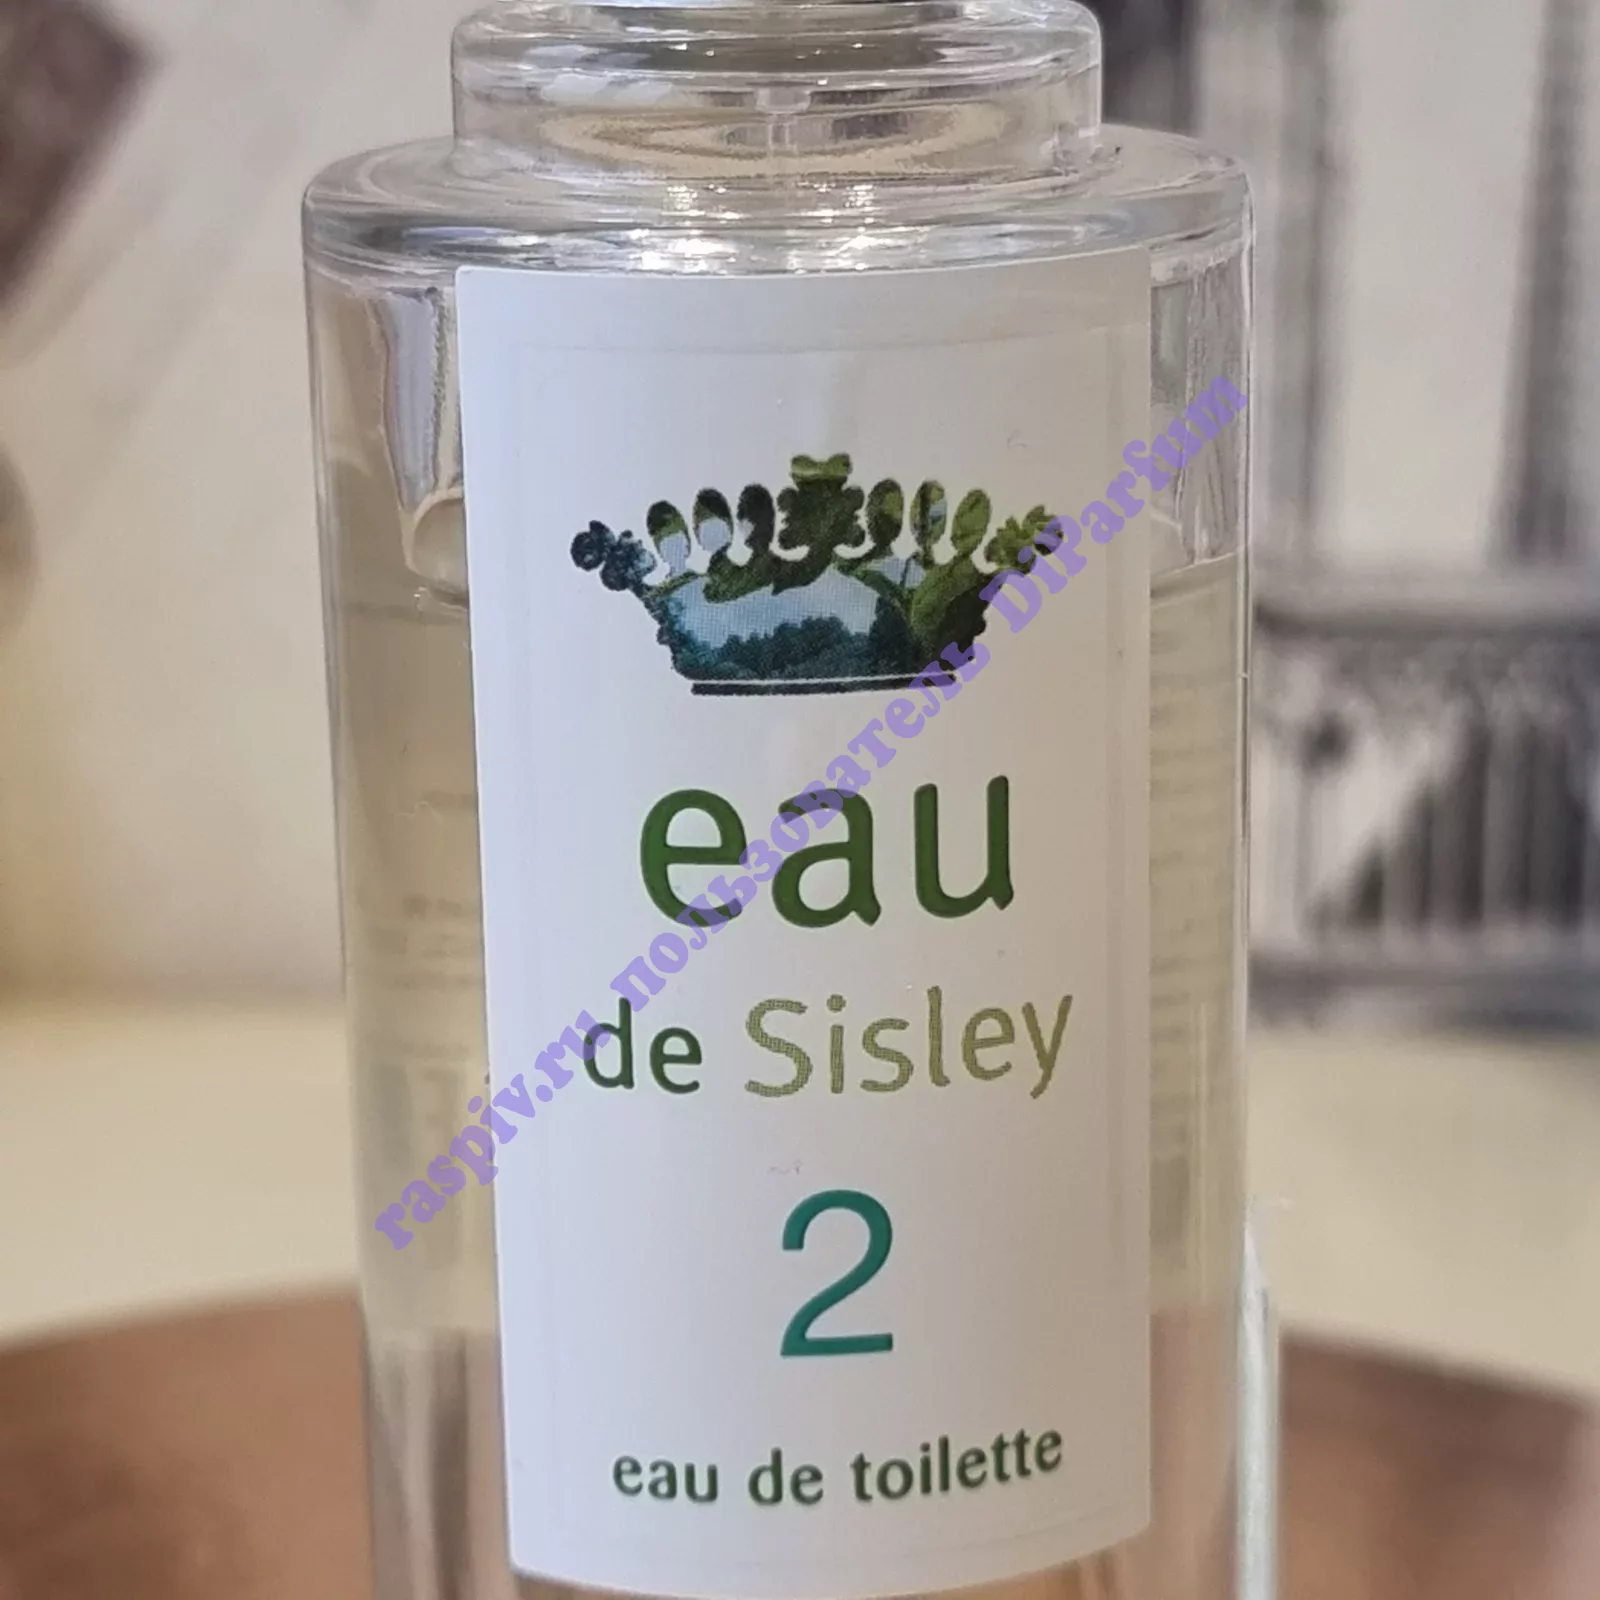 eau
de Sisley
2
eau de toilette
raspiv.ru пользователь DiParfum